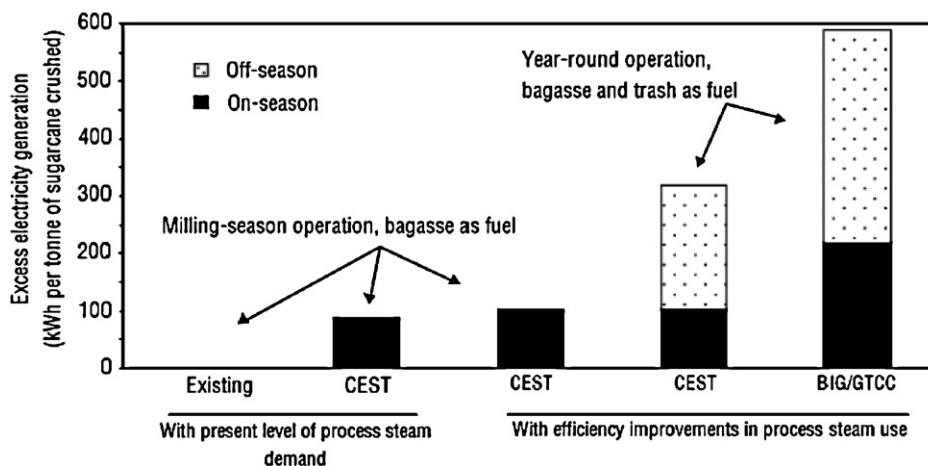 Excess electricity generation
(kWh per tonne of sugarcane crushed)
600
500
400
300
200
100
0
Off-season
On-season
Year-round operation,
bagasse and trash as fuel
Milling-season operation, bagasse as fuel
Existing
CEST
CEST
CEST
BIG/GTCC
With present level of process steam
demand
With efficiency improvements in process steam use